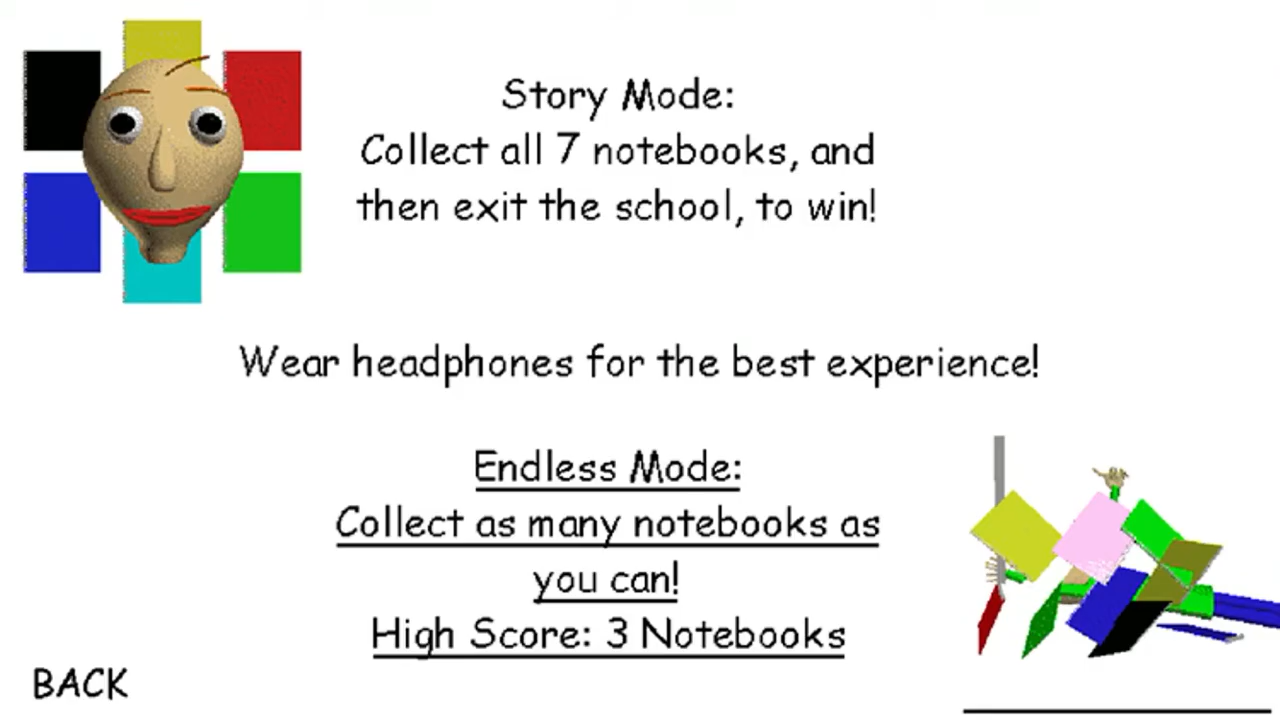 Story Mode:
Collect all 7 notebooks, and
then exit the school, to win!
Wear headphones for the best experience!
Endless Mode:
Collect as many notebooks as
you can!
High Score: 3 Notebooks
BACK